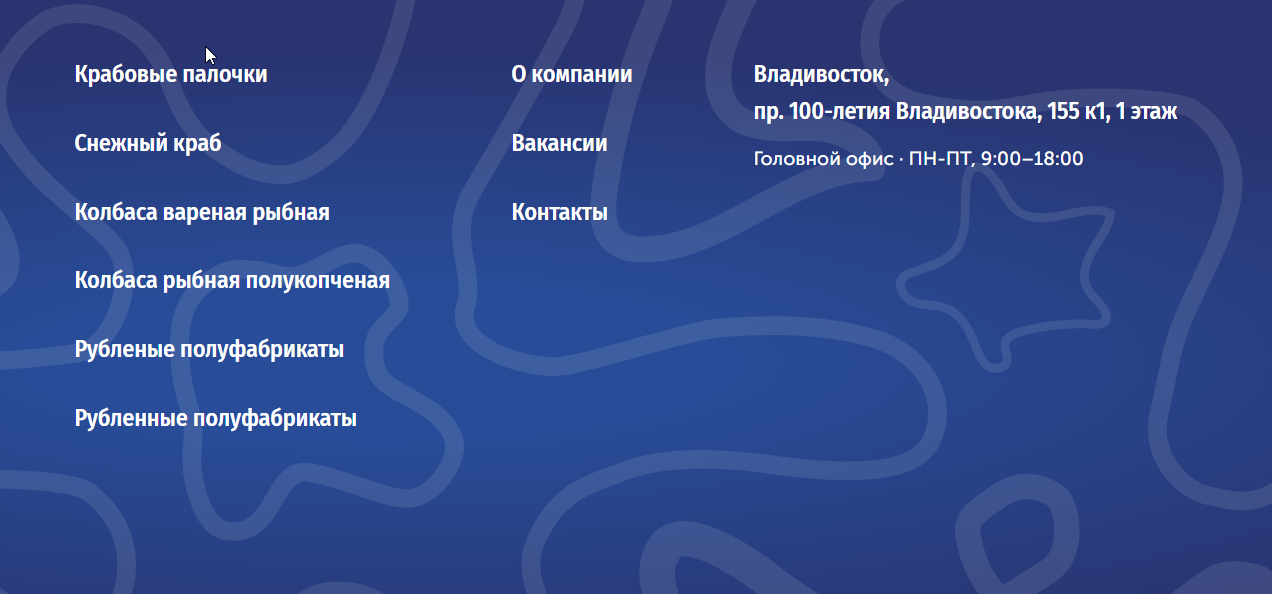 Крабовые палочки
Снежный краб
Колбаса вареная рыбная
Колбаса рыбная полукопченая
Рубленые полуфабрикаты
Рубленные полуфабрикаты
О компании
Вакансии
Контакты
Владивосток,
пр. 100-летия Владивостока, 155 к1, 1 этаж
Головной офис · ПН-ПТ, 9:00–18:00